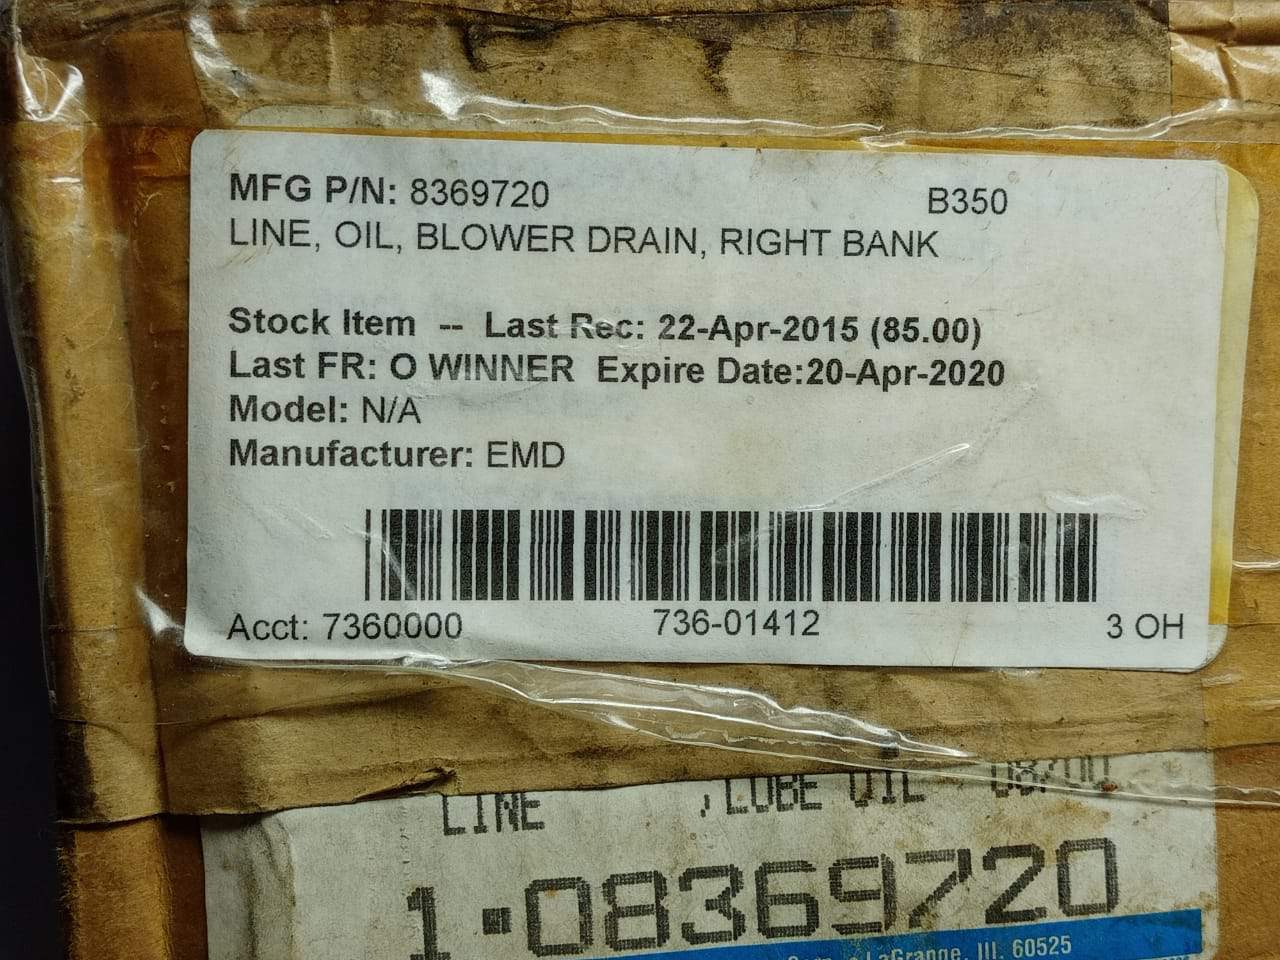 MFG P/N: 8369720 B350
LINE, OIL, BLOWER DRAIN, RIGHT BANK
Stock Item -- Last Rec: 22-Apr-2015 (85.00)
Last FR: O WINNER Expire Date:20-Apr-2020
Model: N/A
Manufacturer: EMD
Acct: 7360000 736-01412 3 OH
LINE ,LUBE OIL
1-08369720
LaGrange, Ill. 60525